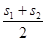 s₁ + s₂
2